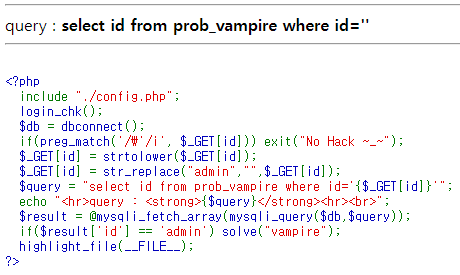 query : select id from prob_vampire where id=''
<?php
include "./config.php";
login_chk();
$db = dbconnect();
if(preg_match('/₩'/i', $_GET[id])) exit("No Hack ~_~");
$_GET[id] = strtolower($_GET[id]);
$_GET[id] = str_replace("admin","",$_GET[id]);
$query = "select id from prob_vampire where id='{$_GET[id]}'";
echo "<hr>query : <strong>{$query}</strong><hr><br>";
$result = @mysqli_fetch_array(mysqli_query($db,$query));
if($result['id'] == 'admin') solve("vampire");
highlight_file(__FILE__);
?>